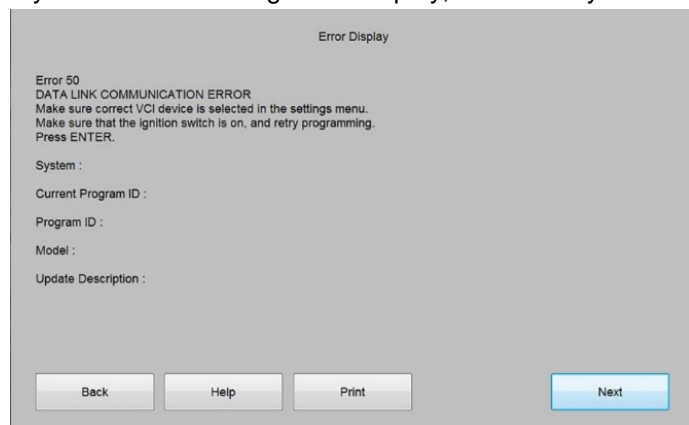 Error Display
Error 50
DATA LINK COMMUNICATION ERROR
Make sure correct VCI device is selected in the settings menu.
Make sure that the ignition switch is on, and retry programming.
Press ENTER.
System :
Current Program ID :
Program ID :
Model :
Update Description :
Back Help Print Next